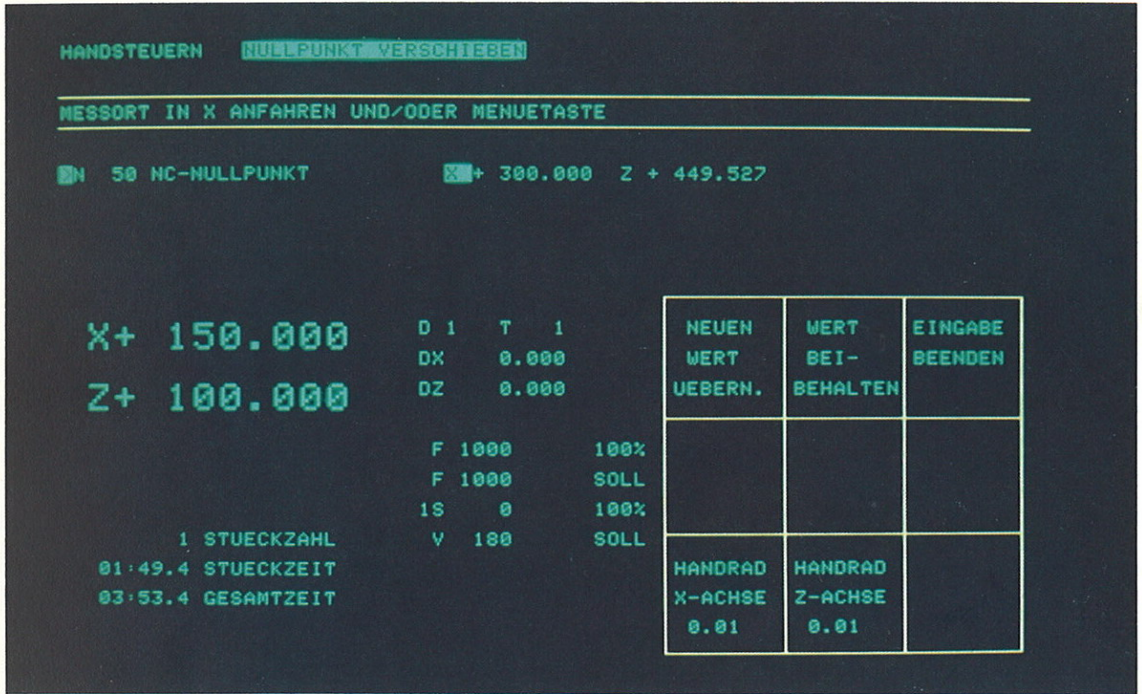 HANDSTEUERN NULLPUNKT VERSCHIEBEN
MESSORT IN X ANFAHREN UND/ODER MENUETASTE
>N 50 NC-NULLPUNKT X + 300.000 Z + 449.527
X+ 150.000
Z+ 100.000
D 1 T 1
DX 0.000
DZ 0.000
F 1000 100%
F 1000 SOLL
1S 0 100%
V 180 SOLL
1 STUECKZAHL
01:49.4 STUECKZEIT
03:53.4 GESAMTZEIT
NEUEN
WERT
UEBERN.
WERT
BEI-
BEHALTEN
EINGABE
BEENDEN
HANDRAD
X-ACHSE
0.01
HANDRAD
Z-ACHSE
0.01